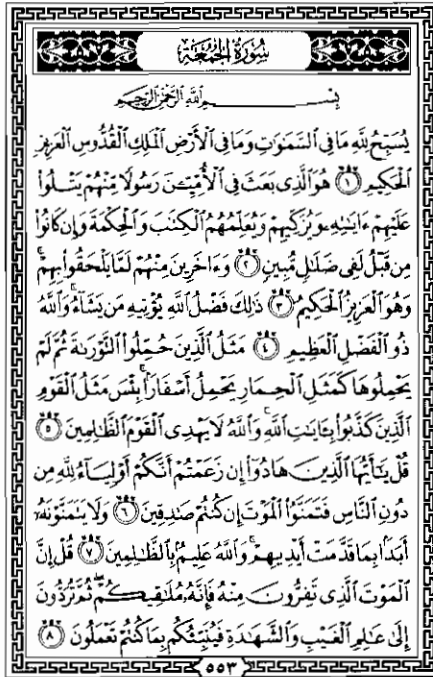 سُورَةُ الْجُمُعَةِ
بِسْمِ اللَّهِ الرَّحْمَٰنِ الرَّحِيمِ
يُسَبِّحُ لِلَّهِ مَا فِي السَّمَٰوَٰتِ وَمَا فِي الْأَرْضِ الْمَلِكِ الْقُدُّوسِ الْعَزِيزِ
الْحَكِيمِ ﴿١﴾ هُوَ الَّذِي بَعَثَ فِي الْأُمِّيِّـۧنَ رَسُولًا مِّنْهُمْ يَتْلُوا۟
عَلَيْهِمْ ءَايَٰتِهِۦ وَيُزَكِّيهِمْ وَيُعَلِّمُهُمُ الْكِتَٰبَ وَالْحِكْمَةَ وَإِن كَانُوا۟
مِن قَبْلُ لَفِي ضَلَٰلٍ مُّبِينٍ ﴿٢﴾ وَءَاخَرِينَ مِنْهُمْ لَمَّا يَلْحَقُوا۟ بِهِمْ ۚ
وَهُوَ الْعَزِيزُ الْحَكِيمُ ﴿٣﴾ ذَٰلِكَ فَضْلُ اللَّهِ يُؤْتِيهِ مَن يَشَآءُ ۚ وَاللَّهُ
ذُو الْفَضْلِ الْعَظِيمِ ﴿٤﴾ مَثَلُ الَّذِينَ حُمِّلُوا۟ التَّوْرَىٰةَ ثُمَّ لَمْ
يَحْمِلُوهَا كَمَثَلِ الْحِمَارِ يَحْمِلُ أَسْفَارًۢا ۚ بِئْسَ مَثَلُ الْقَوْمِ
الَّذِينَ كَذَّبُوا۟ بِـَٔايَٰتِ اللَّهِ ۚ وَاللَّهُ لَا يَهْدِي الْقَوْمَ الظَّٰلِمِينَ ﴿٥﴾
قُلْ يَٰٓأَيُّهَا الَّذِينَ هَادُوٓا۟ إِن زَعَمْتُمْ أَنَّكُمْ أَوْلِيَآءُ لِلَّهِ مِن
دُونِ النَّاسِ فَتَمَنَّوُا۟ الْمَوْتَ إِن كُنتُمْ صَٰدِقِينَ ﴿٦﴾ وَلَا يَتَمَنَّوْنَهُۥٓ
أَبَدًۢا بِمَا قَدَّمَتْ أَيْدِيهِمْ ۚ وَاللَّهُ عَلِيمٌۢ بِالظَّٰلِمِينَ ﴿٧﴾ قُلْ إِنَّ
الْمَوْتَ الَّذِي تَفِرُّونَ مِنْهُ فَإِنَّهُۥ مُلَٰقِيكُمْ ۖ ثُمَّ تُرَدُّونَ
إِلَىٰ عَٰلِمِ الْغَيْبِ وَالشَّهَٰدَةِ فَيُنَبِّئُكُم بِمَا كُنتُمْ تَعْمَلُونَ ﴿٨﴾
٥٥٣